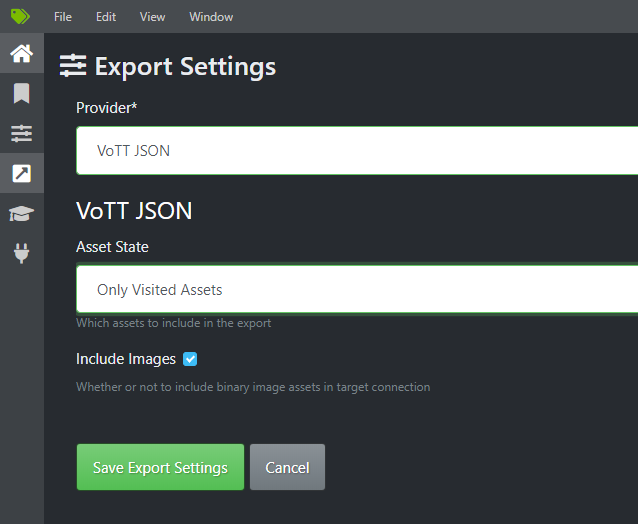 File Edit View Window
Export Settings
Provider*
VoTT JSON
VoTT JSON
Asset State
Only Visited Assets
Which assets to include in the export
Include Images
Whether or not to include binary image assets in target connection
Save Export Settings Cancel